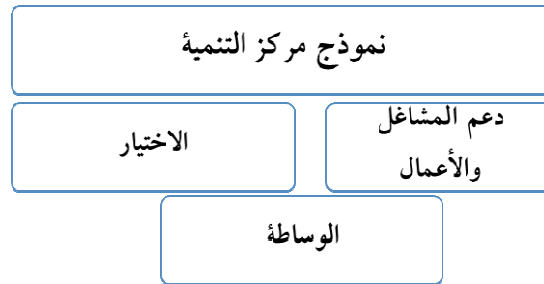 نموذج مركز التنمية
دعم المشاغل
والأعمال
الاختيار
الوساطة